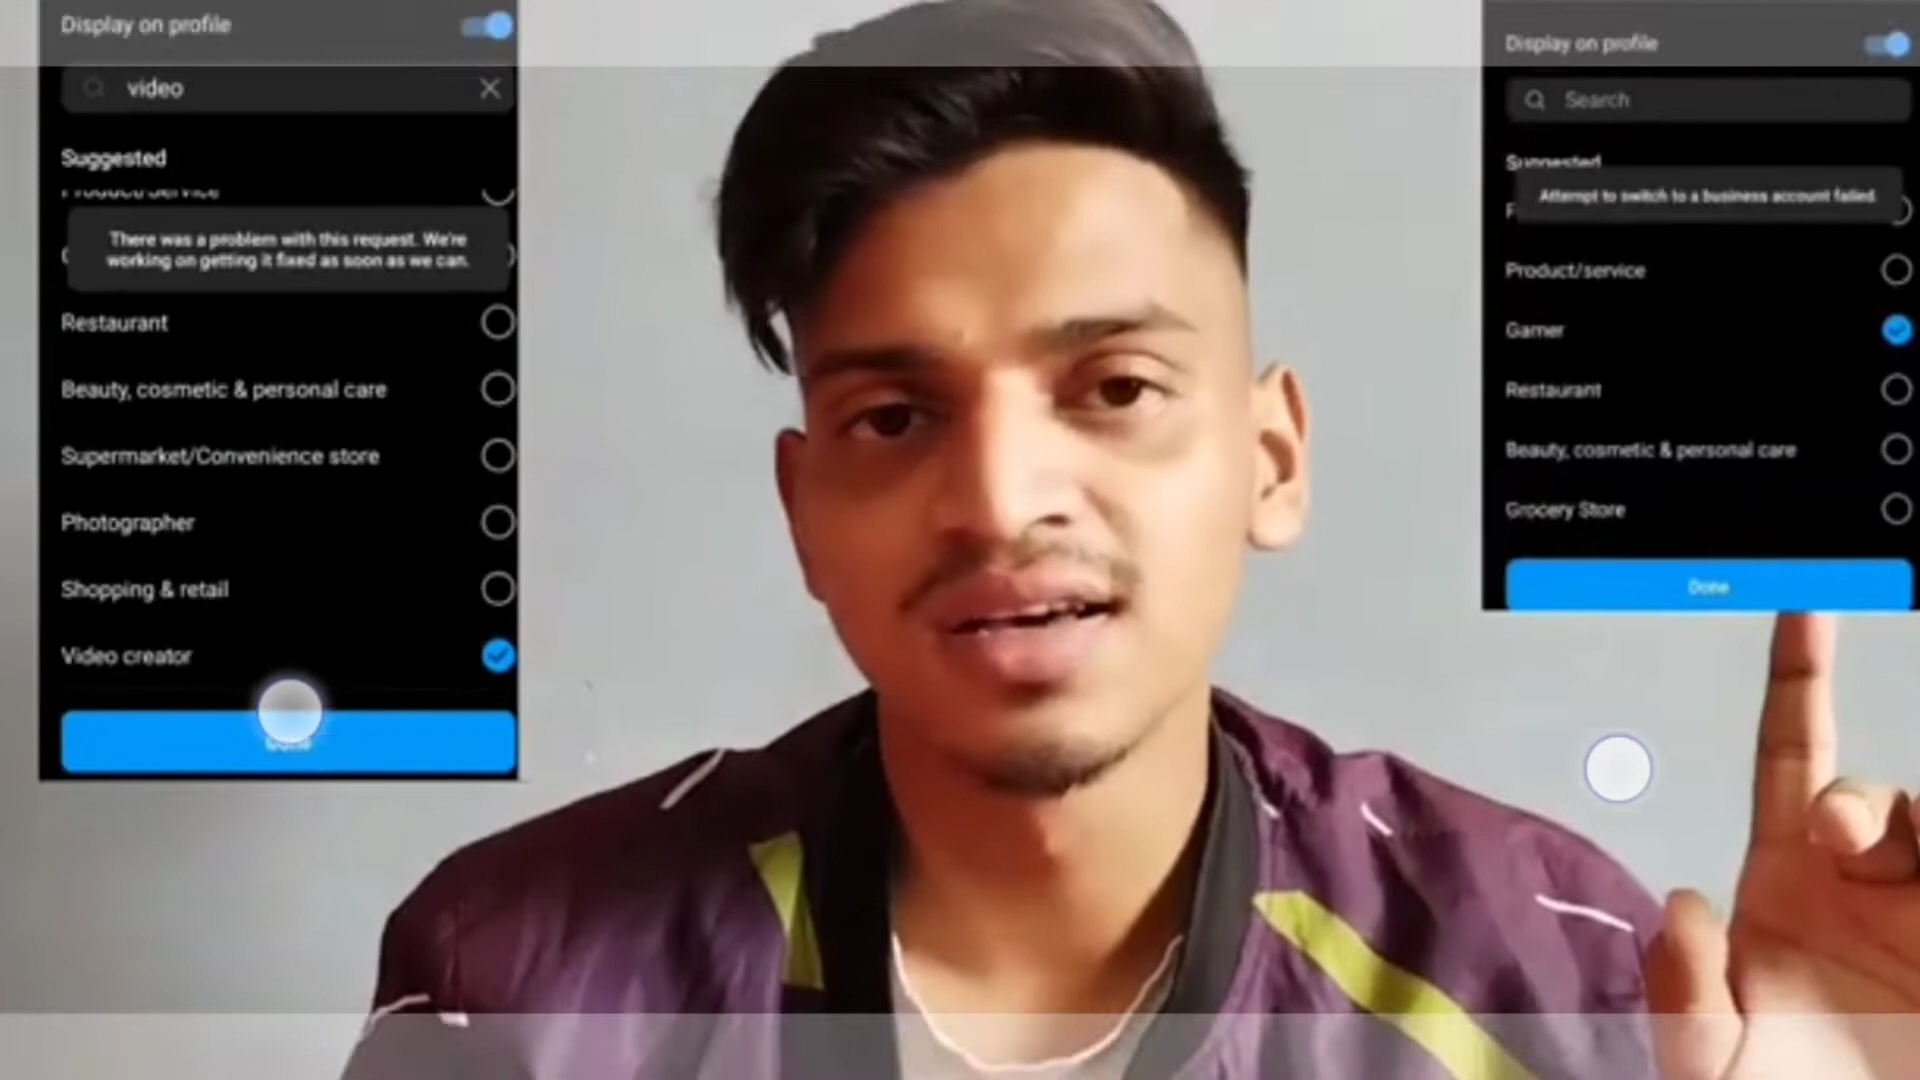 Display on profile
video
Suggested
Product/Service
There was a problem with this request. We're
working on getting it fixed as soon as we can.
Restaurant
Beauty, cosmetic & personal care
Supermarket/Convenience store
Photographer
Shopping & retail
Video creator
Display on profile
Search
Suggested
Attempt to switch to a business account failed.
Product/service
Gamer
Restaurant
Beauty, cosmetic & personal care
Grocery Store
Done